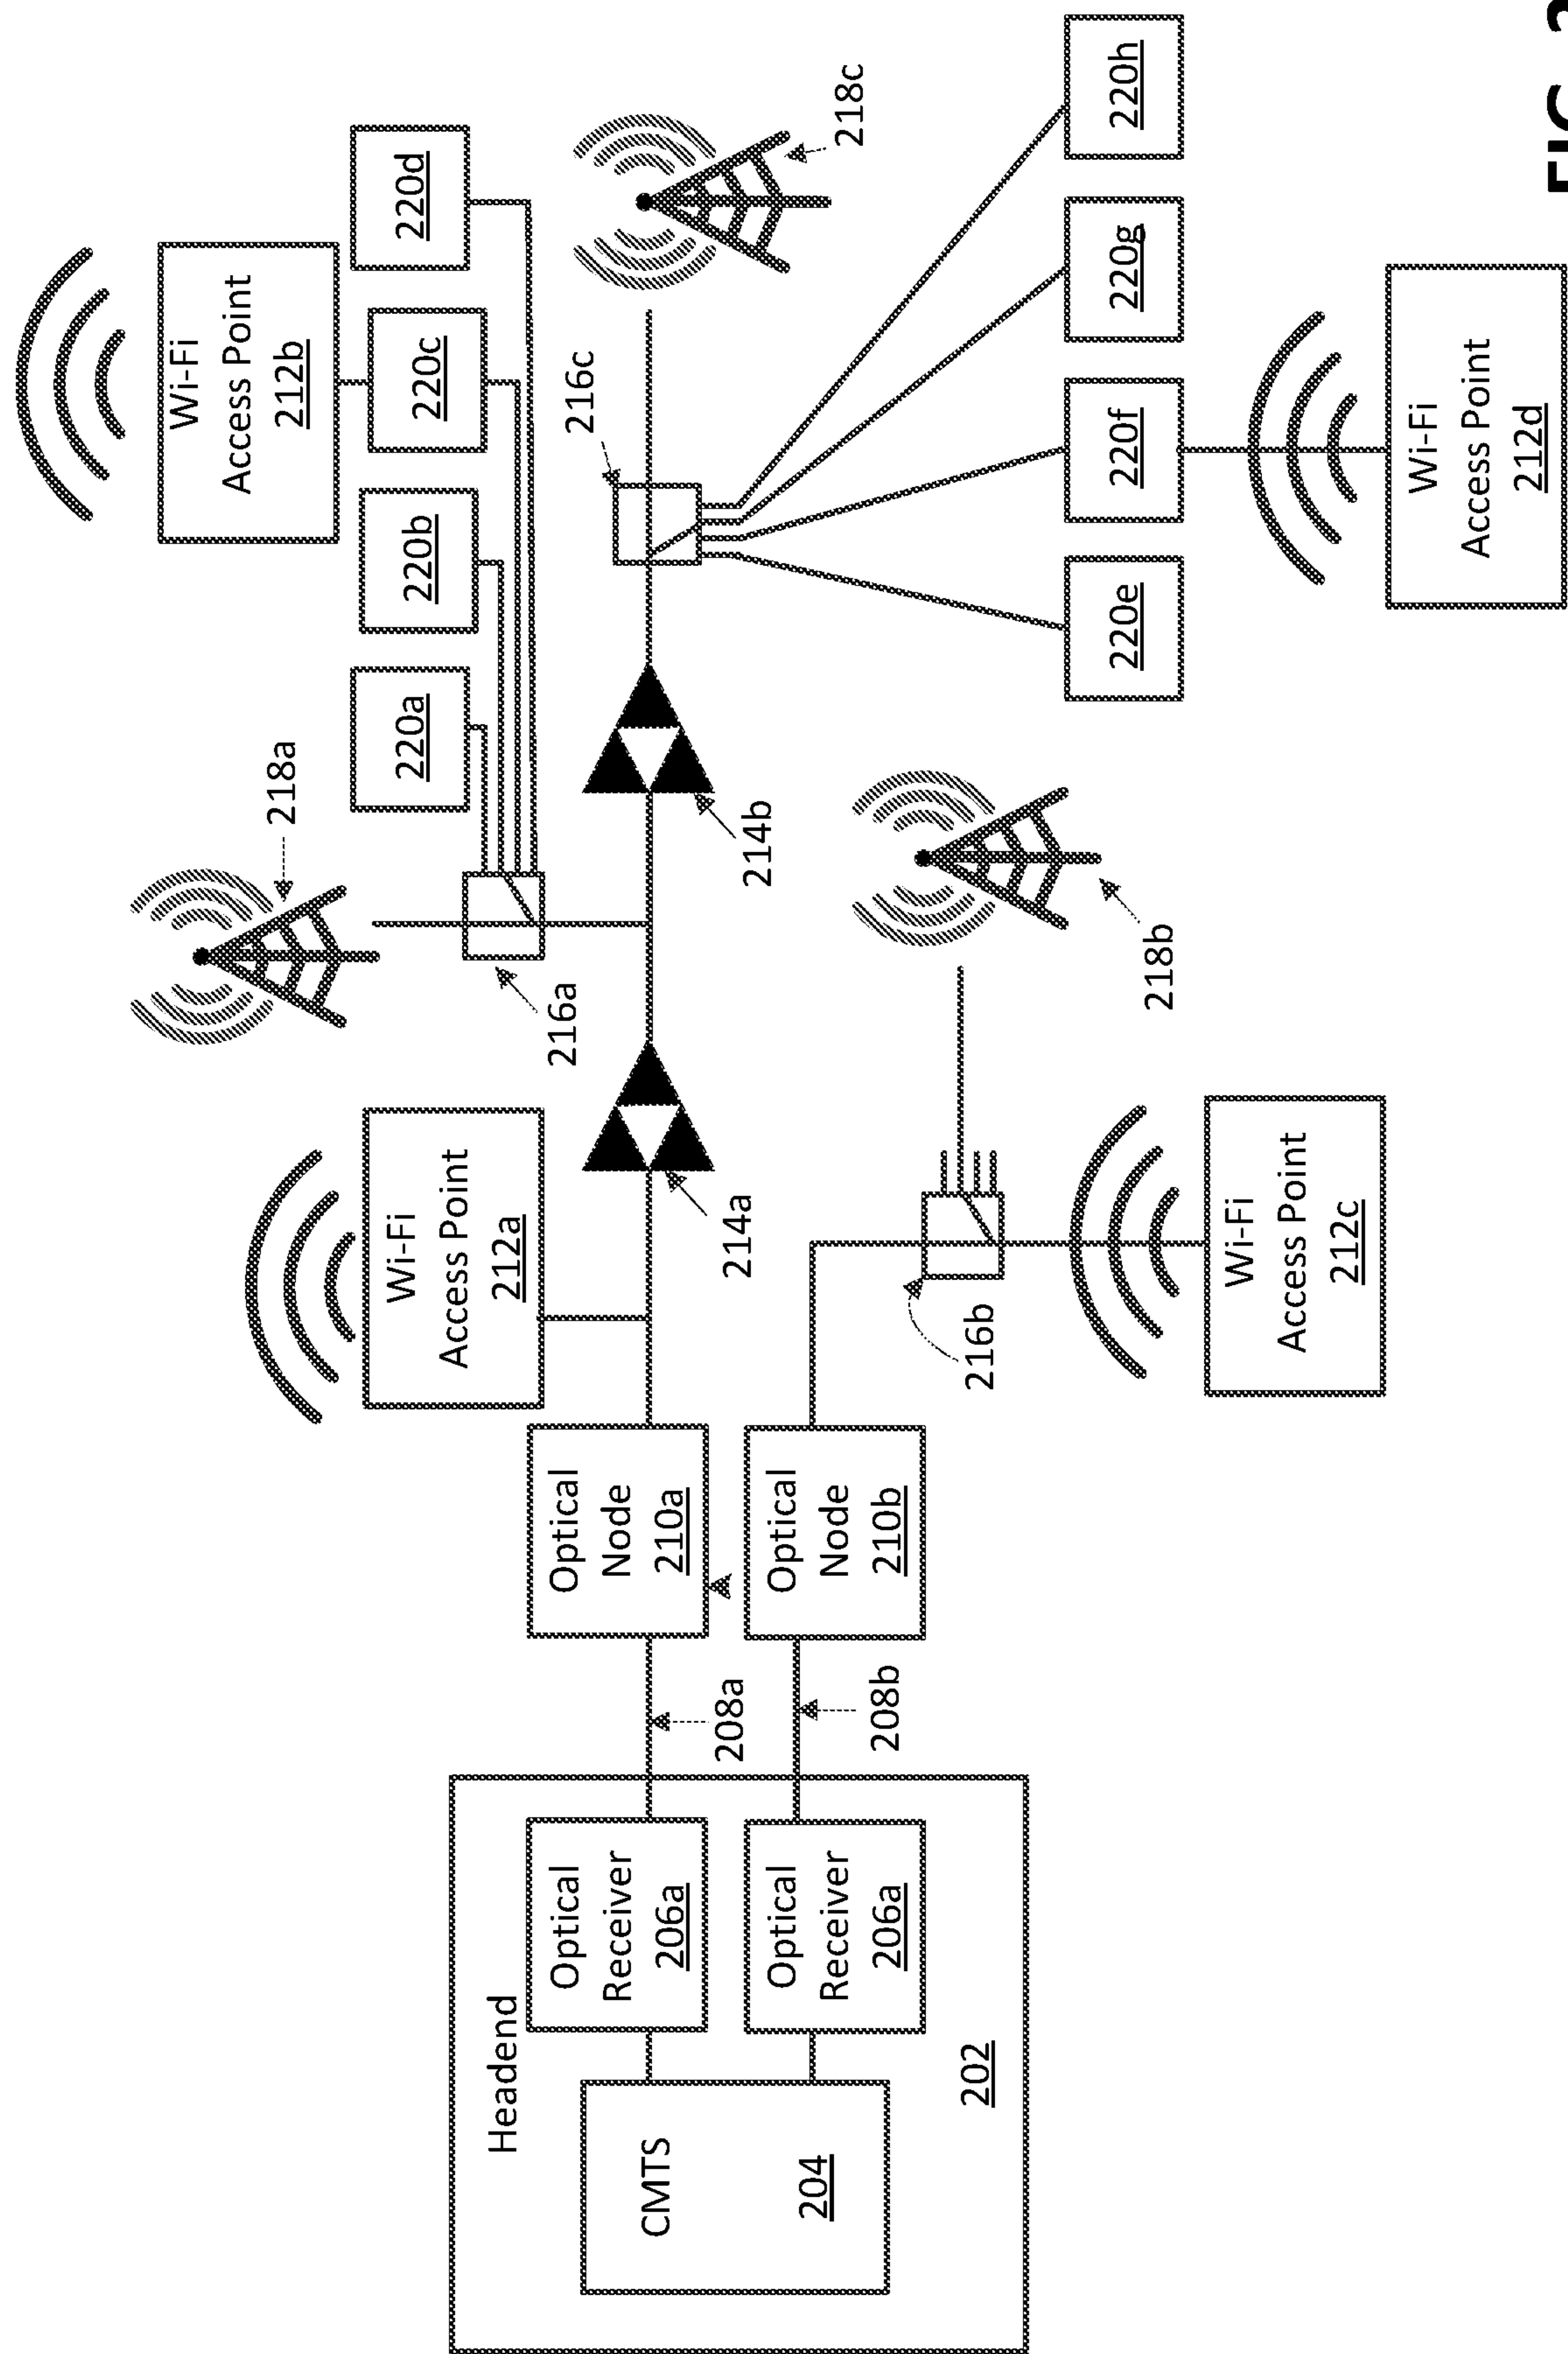 Headend
CMTS
204
Optical
Receiver
206a
Optical
Receiver
206a
202
208a
208b
Optical
Node
210a
Optical
Node
210b
Wi-Fi
Access Point
212a
214a
216b
Wi-Fi
Access Point
212c
218a
216a
214b
218b
220a
220b
220c
220d
Wi-Fi
Access Point
212b
216c
218c
220e
220f
220g
220h
Wi-Fi
Access Point
212d